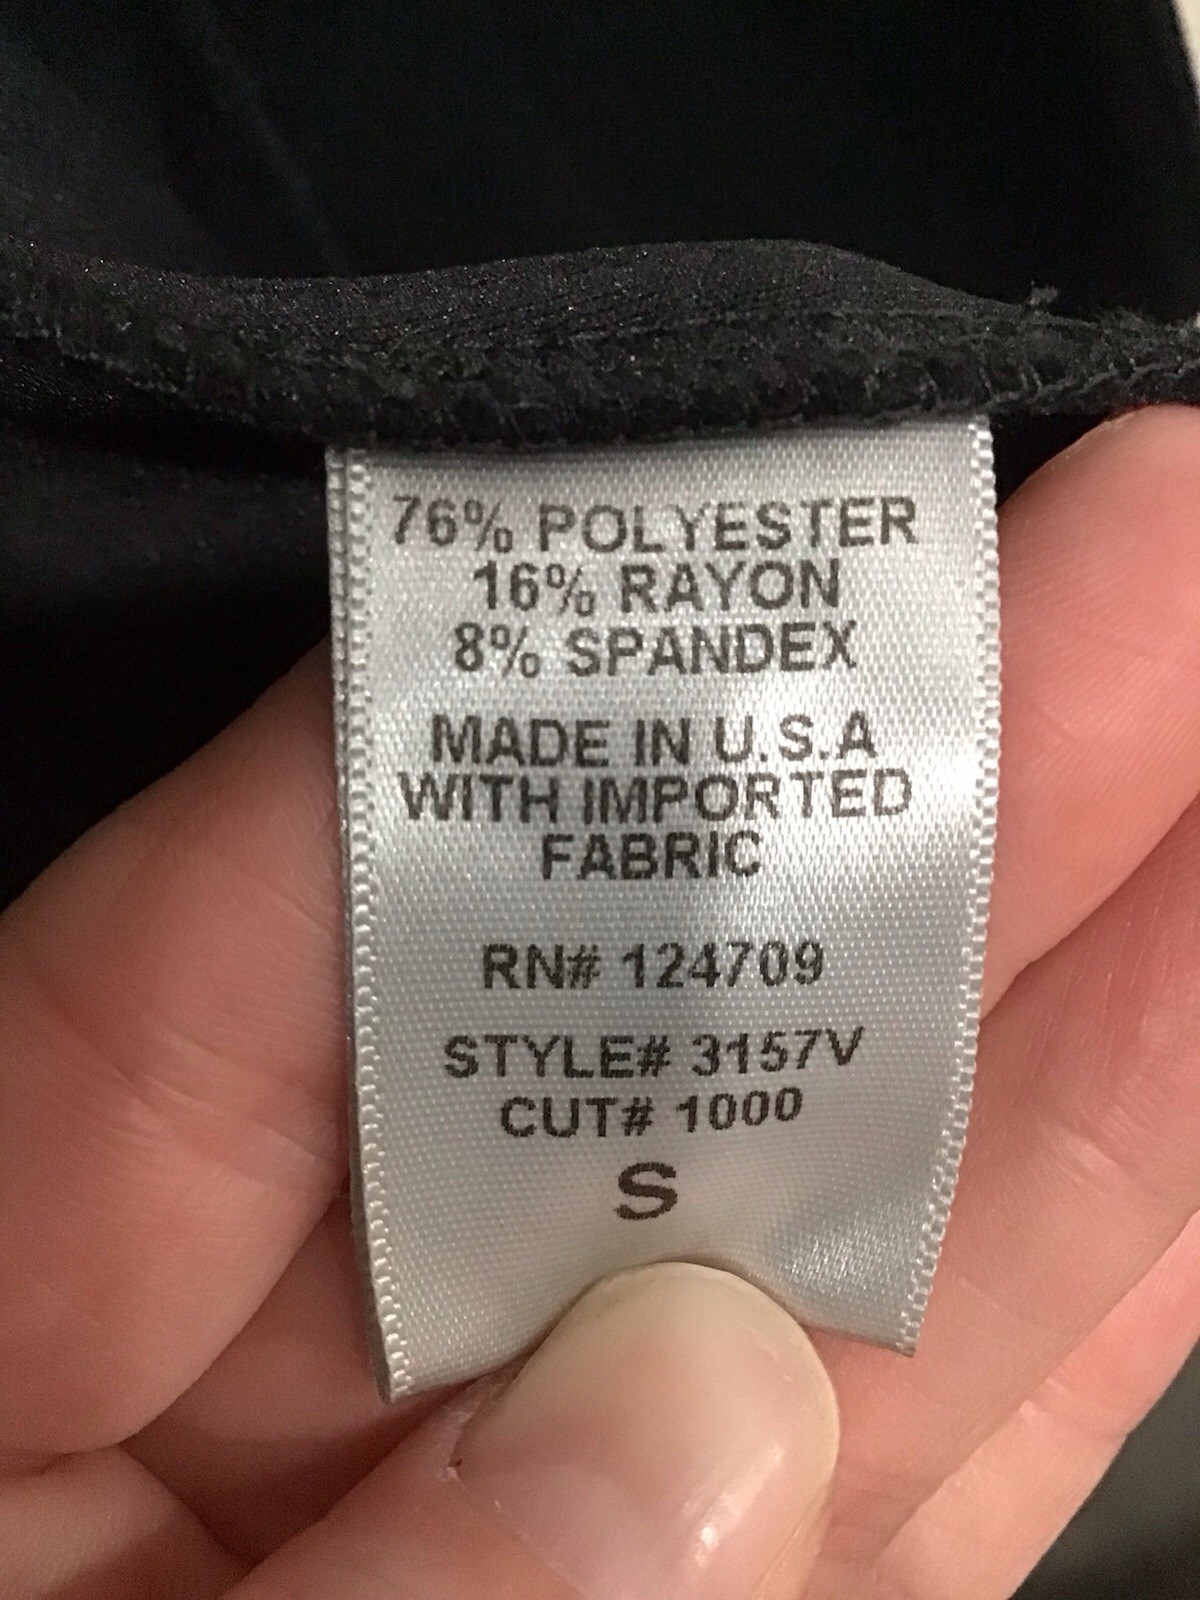 76% POLYESTER
16% RAYON
8% SPANDEX
MADE IN U.S.A
WITH IMPORTED
FABRIC
RN# 124709
STYLE# 3157V
CUT# 1000
S